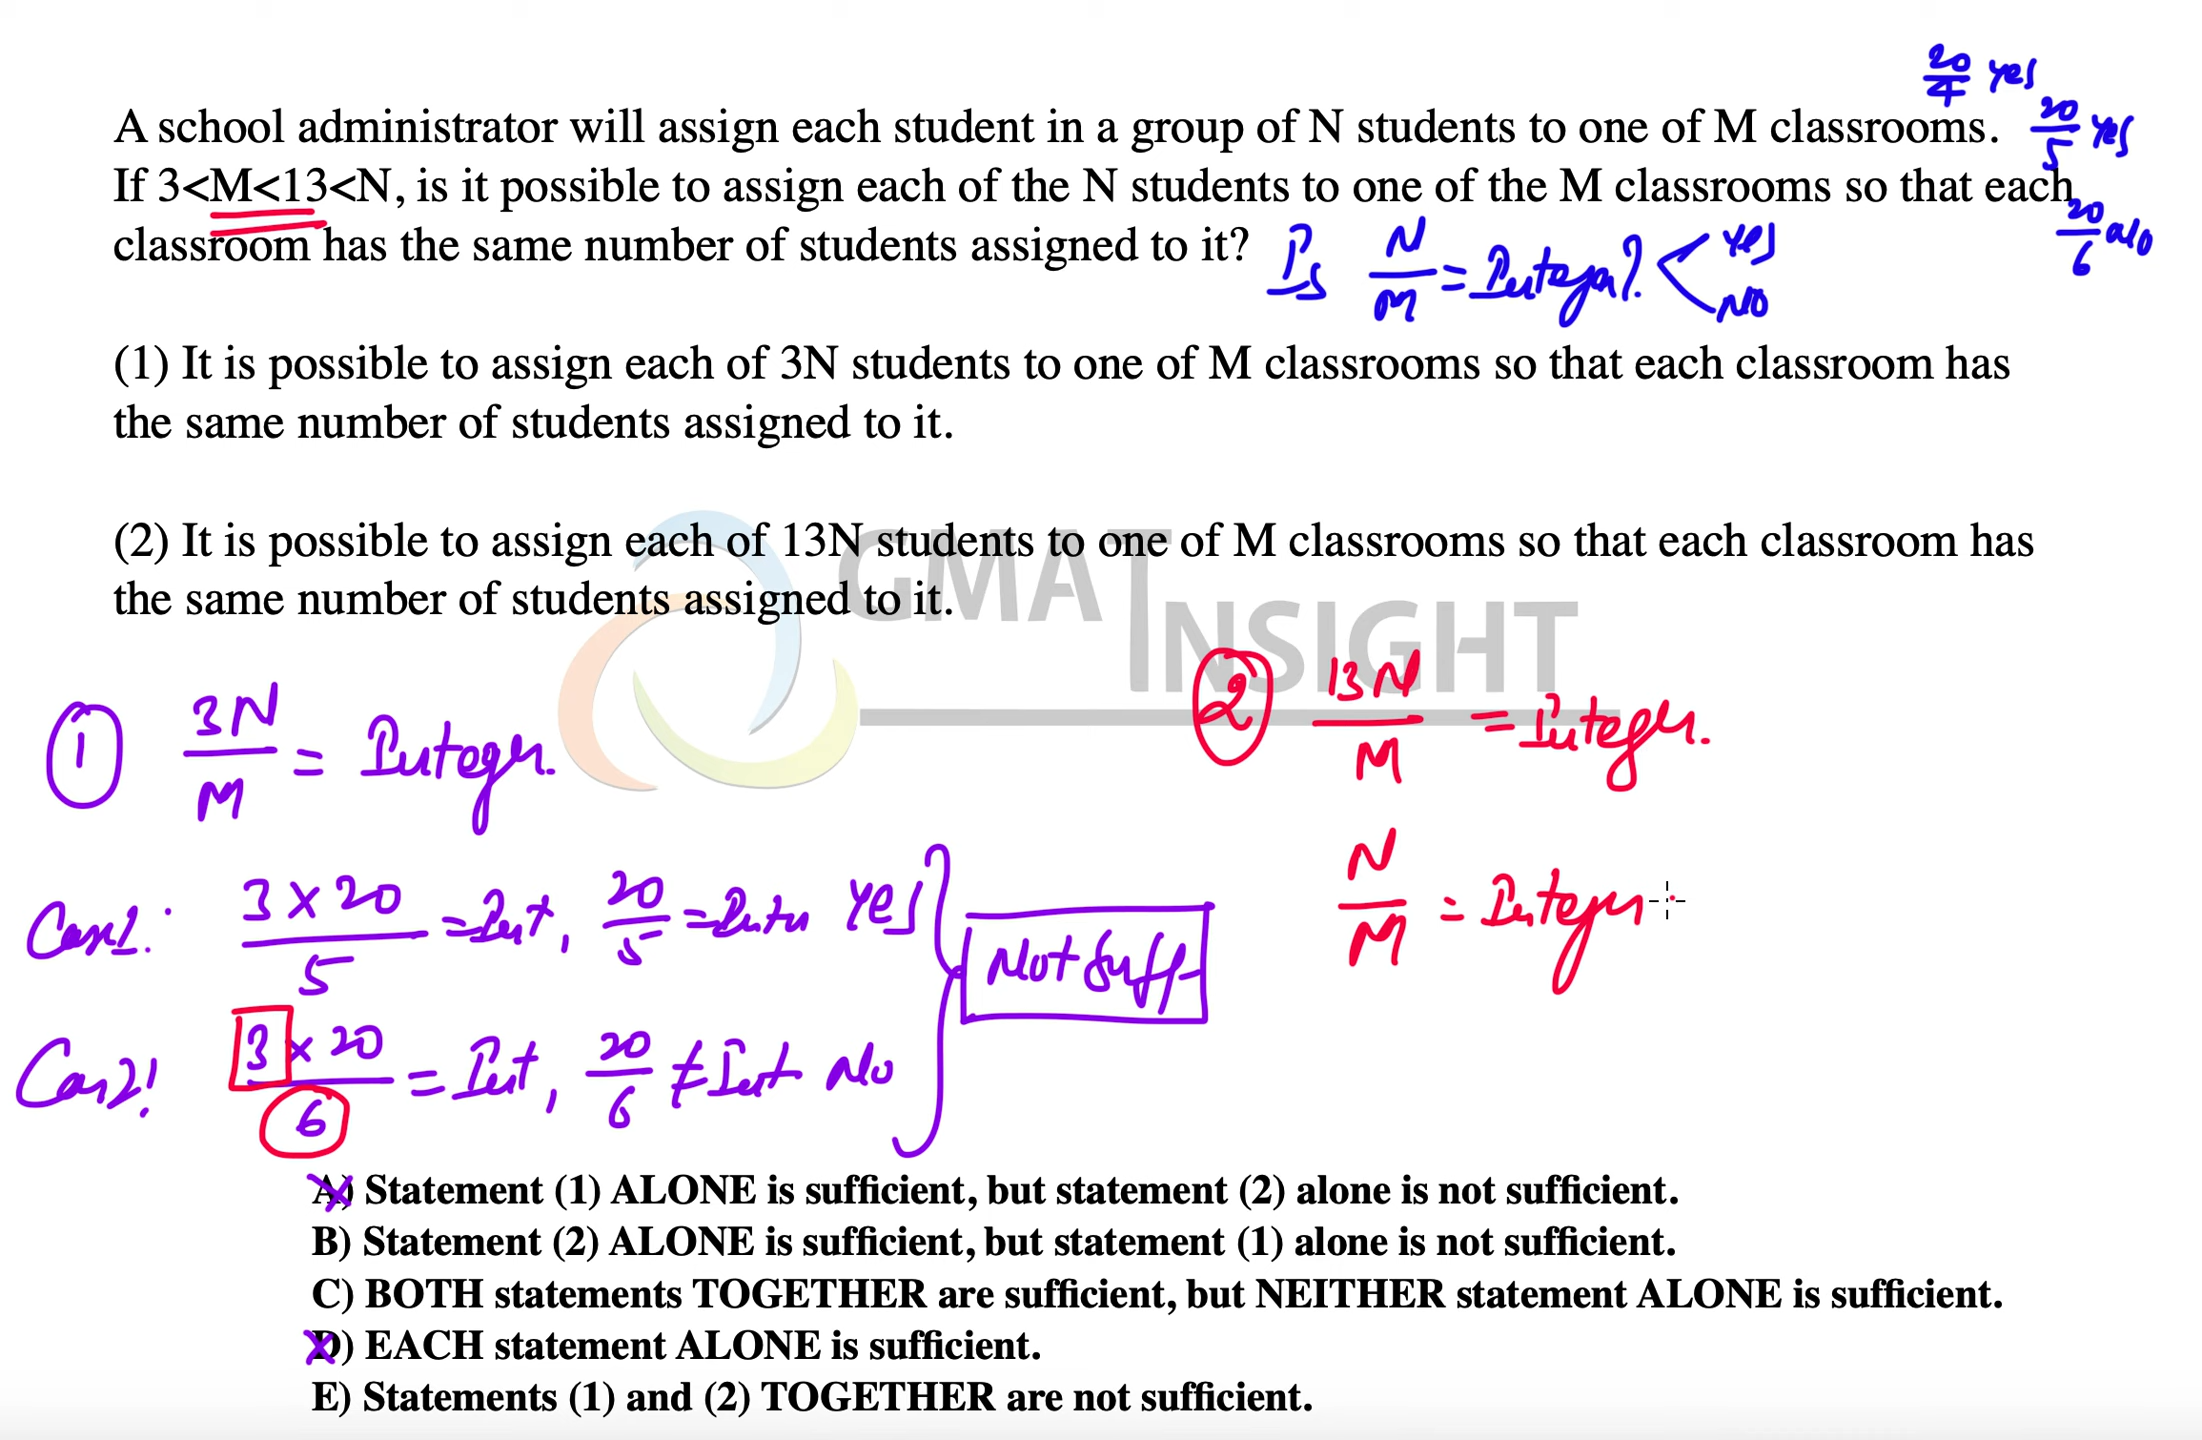 20/4 yes
A school administrator will assign each student in a group of N students to one of M classrooms. 20/5 yes
If 3<M<13<N, is it possible to assign each of the N students to one of the M classrooms so that each 20/6 No
classroom has the same number of students assigned to it? Is N/M = Integer? < yes No
(1) It is possible to assign each of 3N students to one of M classrooms so that each classroom has
the same number of students assigned to it.
(2) It is possible to assign each of 13N students to one of M classrooms so that each classroom has
the same number of students assigned to it.
GMAT INSIGHT
① 3N/M = Integer.
② 13N/M = Integer.
Case1: 3 x 20/5 = Int, 20/5 = Int yes
Case2: 3 x 20/6 = Int, 20/6 ≠ Int No
Not Suff
N/M = Integer
A) Statement (1) ALONE is sufficient, but statement (2) alone is not sufficient.
B) Statement (2) ALONE is sufficient, but statement (1) alone is not sufficient.
C) BOTH statements TOGETHER are sufficient, but NEITHER statement ALONE is sufficient.
D) EACH statement ALONE is sufficient.
E) Statements (1) and (2) TOGETHER are not sufficient.